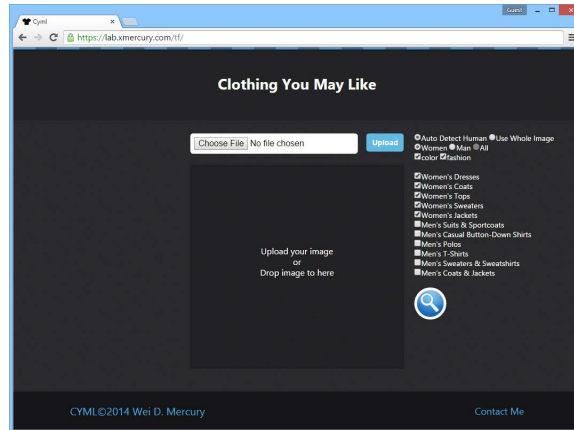 Guest
Cyml
https://lab.xmercury.com/tf/
Clothing You May Like
Choose File No file chosen Upload
Auto Detect Human Use Whole Image
Women Man All
color fashion
Women's Dresses
Women's Coats
Women's Tops
Women's Sweaters
Women's Jackets
Men's Suits & Sportcoats
Men's Casual Button-Down Shirts
Men's Polos
Men's T-Shirts
Men's Sweaters & Sweatshirts
Men's Coats & Jackets
Upload your image
or
Drop image to here
CYML©2014 Wei D. Mercury
Contact Me